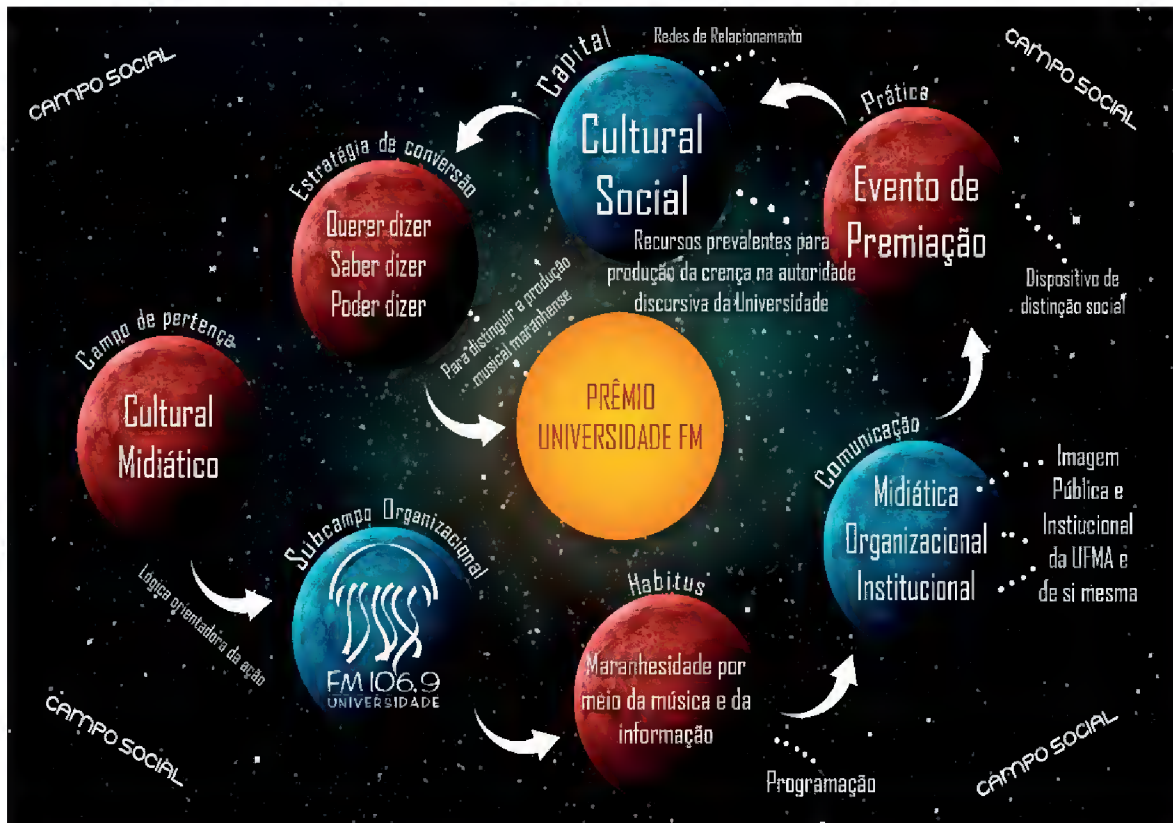 CAMPO SOCIAL
CAMPO SOCIAL
Redes de Relacionamento
Capital
Cultural
Social
Recursos prevalentes para
produção da crença na autoridade
discursiva da Universidade
Prática
Evento de
Premiação
Dispositivo de
distinção social
Estratégia de conversão
Querer dizer
Saber dizer
Poder dizer
Para distinguir a produção
musical maranhense
PRÊMIO
UNIVERSIDADE FM
Campo de pertença
Cultural
Midiático
Lógica orientadora da ação
Subcampo Organizacional
FM 106.9
UNIVERSIDADE
Habitus
Maranhesidade por
meio da música e da
informação
Programação
Comunicação
Midiática
Organizacional
Institucional
Imagem
Pública e
Instiucional
da UFMA e
de si mesma
CAMPO SOCIAL
CAMPO SOCIAL